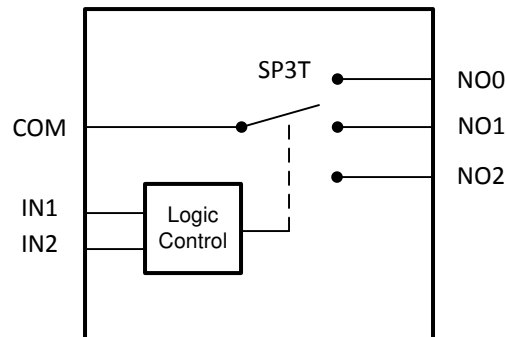 SP3T
NO0
COM
NO1
NO2
IN1
Logic
Control
IN2